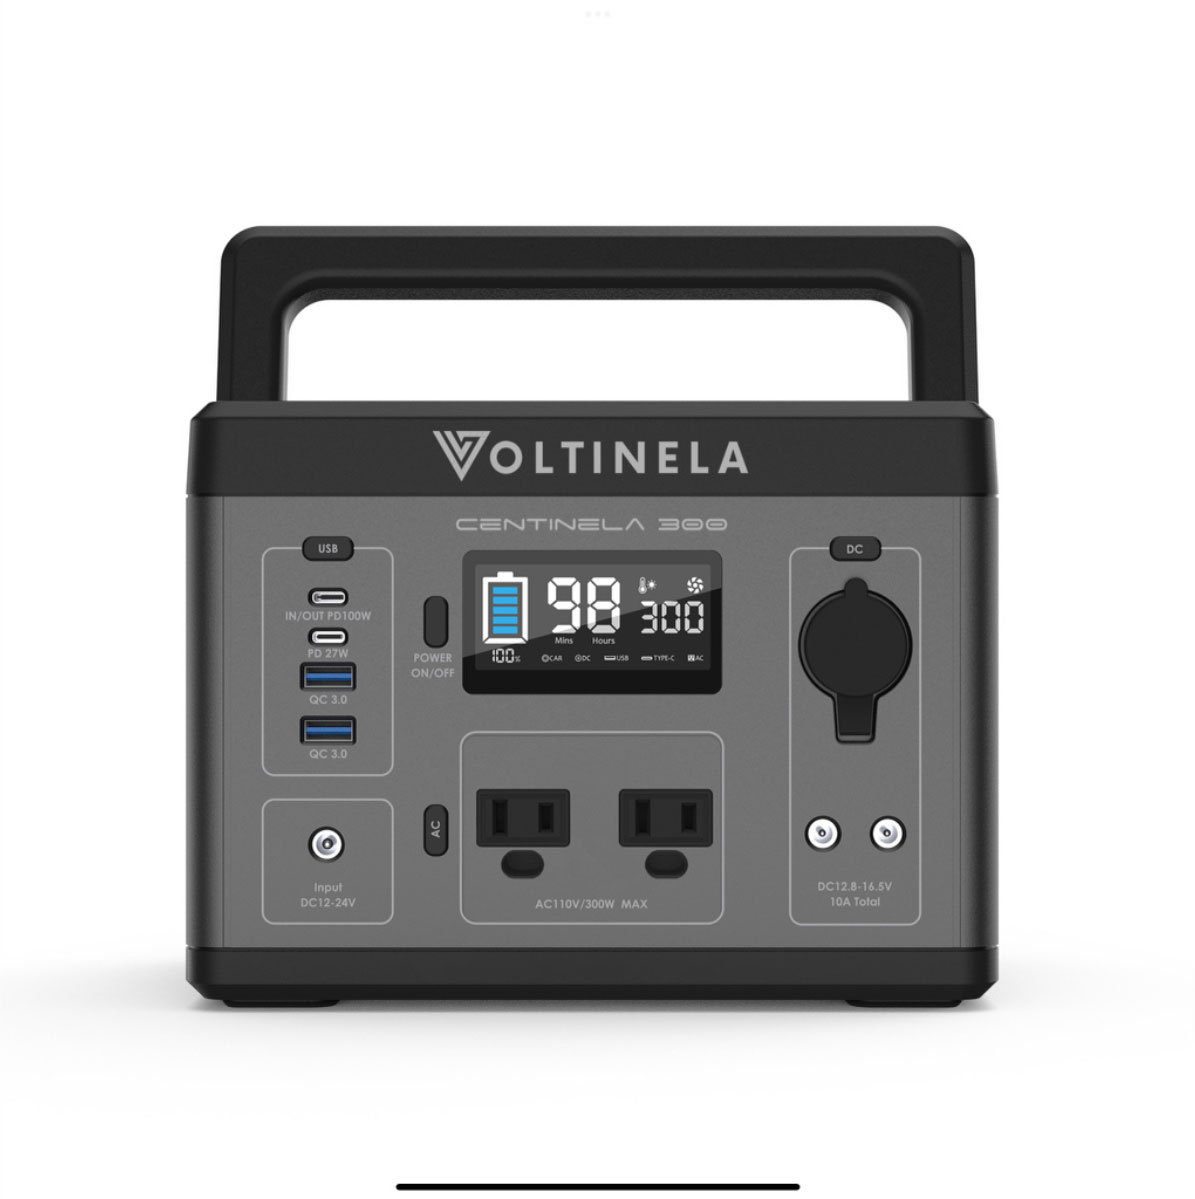 VOLTINELA
CENTINELA 300
USB
IN/OUT PD100W
PD 27W
QC 3.0
QC 3.0
POWER
ON/OFF
98
300
Mins Hours
100%
CAR DC USB TYPE-C AC
DC
Input
DC12-24V
AC
AC110V/300W MAX
DC12.8-16.5V
10A Total